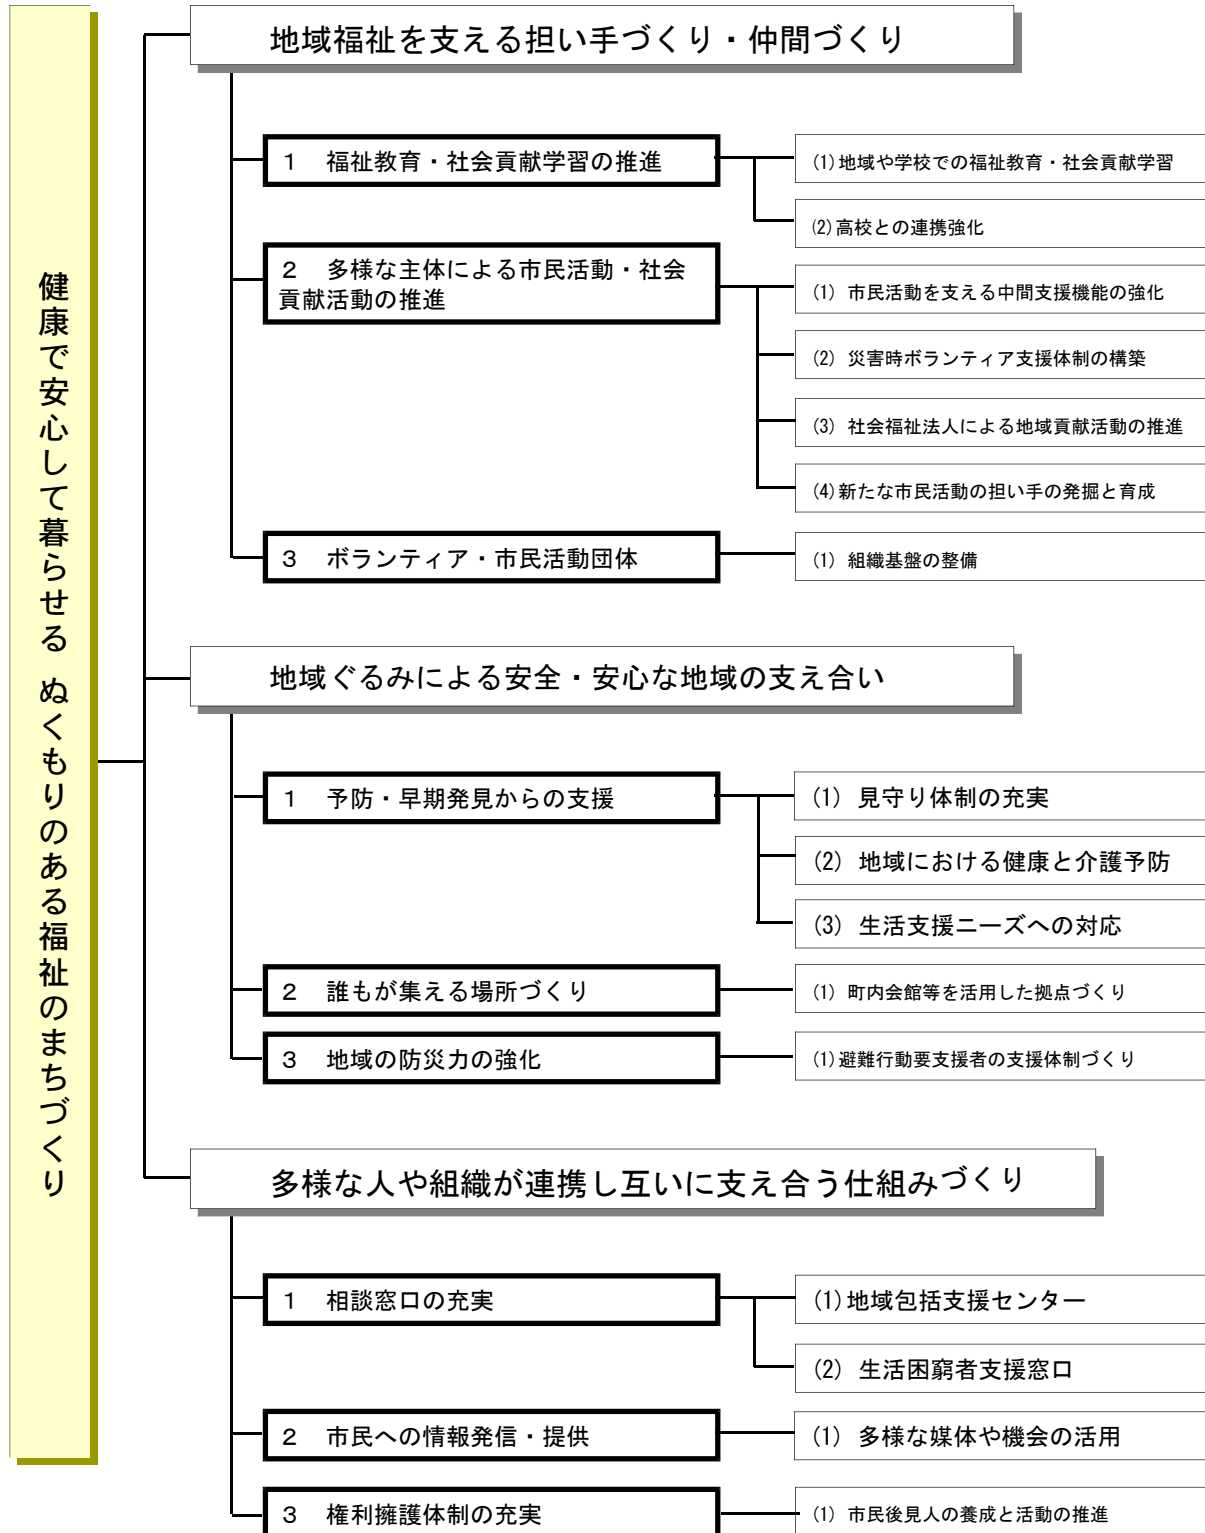 健康で安心して暮らせる ぬくもりのある福祉のまちづくり
地域福祉を支える担い手づくり・仲間づくり
1 福祉教育・社会貢献学習の推進
(1)地域や学校での福祉教育・社会貢献学習
(2)高校との連携強化
2 多様な主体による市民活動・社会
貢献活動の推進
(1) 市民活動を支える中間支援機能の強化
(2) 災害時ボランティア支援体制の構築
(3) 社会福祉法人による地域貢献活動の推進
(4)新たな市民活動の担い手の発掘と育成
3 ボランティア・市民活動団体
(1) 組織基盤の整備
地域ぐるみによる安全・安心な地域の支え合い
1 予防・早期発見からの支援
(1) 見守り体制の充実
(2) 地域における健康と介護予防
(3) 生活支援ニーズへの対応
2 誰もが集える場所づくり
(1) 町内会館等を活用した拠点づくり
3 地域の防災力の強化
(1)避難行動要支援者の支援体制づくり
多様な人や組織が連携し互いに支え合う仕組みづくり
1 相談窓口の充実
(1)地域包括支援センター
(2) 生活困窮者支援窓口
2 市民への情報発信・提供
(1) 多様な媒体や機会の活用
3 権利擁護体制の充実
(1) 市民後見人の養成と活動の推進